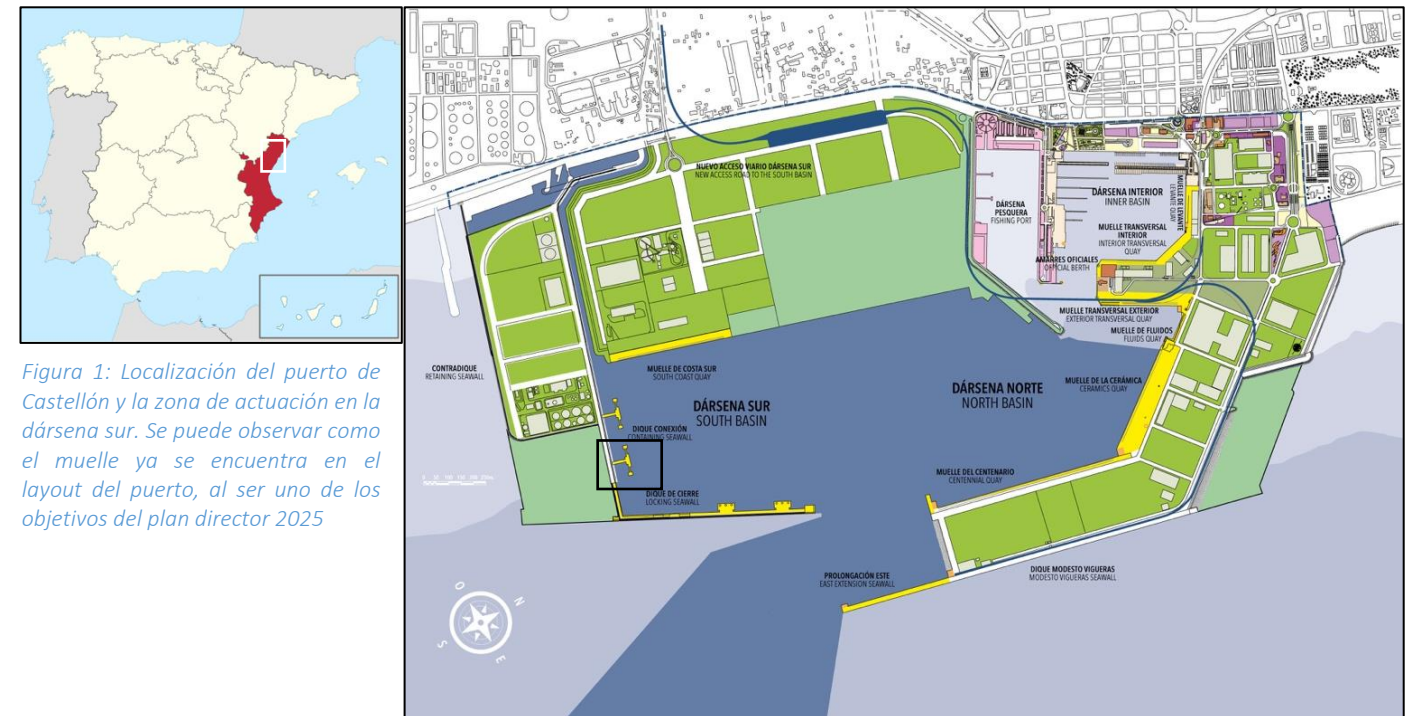 Figura 1: Localización del puerto de
Castellón y la zona de actuación en la
dársena sur. Se puede observar como
el muelle ya se encuentra en el
layout del puerto, al ser uno de los
objetivos del plan director 2025
NUEVO ACCESO VIARIO DÁRSENA SUR
NEW ACCESS ROAD TO THE SOUTH BASIN
DÁRSENA
PESQUERA
FISHING PORT
DÁRSENA INTERIOR
INNER BASIN
MUELLE DE LEVANTE
LEVANTE QUAY
MUELLE TRANSVERSAL
INTERIOR
INTERIOR TRANSVERSAL
QUAY
AMARRES OFICIALES
OFFICIAL BERTH
MUELLE TRANSVERSAL EXTERIOR
EXTERIOR TRANSVERSAL QUAY
MUELLE DE FLUIDOS
FLUIDS QUAY
CONTRADIQUE
RETAINING SEAWALL
MUELLE DE COSTA SUR
SOUTH COAST QUAY
DÁRSENA SUR
SOUTH BASIN
DÁRSENA NORTE
NORTH BASIN
MUELLE DE LA CERÁMICA
CERAMICS QUAY
DIQUE CONEXIÓN
CONTAINING SEAWALL
MUELLE DEL CENTENARIO
CENTENNIAL QUAY
DIQUE DE CIERRE
LOCKING SEAWALL
PROLONGACIÓN ESTE
EAST EXTENSION SEAWALL
DIQUE MODESTO VIGUERAS
MODESTO VIGUERAS SEAWALL
O
N
S
E